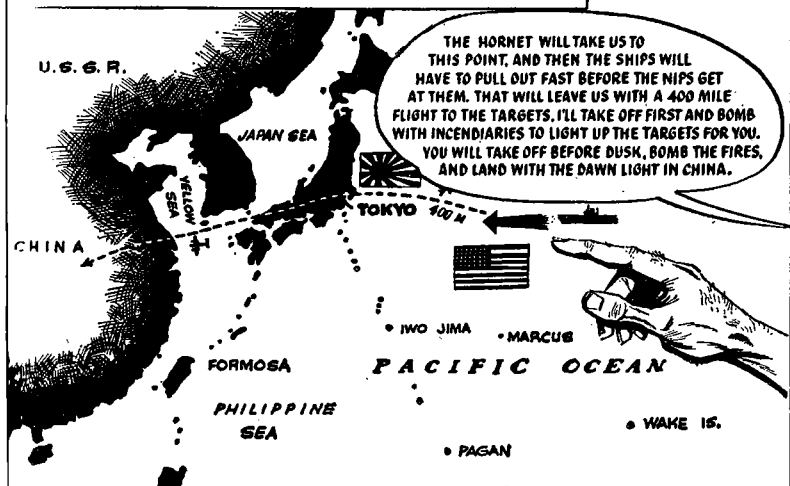 THE HORNET WILL TAKE US TO
THIS POINT, AND THEN THE SHIPS WILL
HAVE TO PULL OUT FAST BEFORE THE NIPS GET
AT THEM. THAT WILL LEAVE US WITH A 400 MILE
FLIGHT TO THE TARGETS. I'LL TAKE OFF FIRST AND BOMB
WITH INCENDIARIES TO LIGHT UP THE TARGETS FOR YOU.
YOU WILL TAKE OFF BEFORE DUSK, BOMB THE FIRES,
AND LAND WITH THE DAWN LIGHT IN CHINA.
U.S.S.R.
JAPAN SEA
YELLOW
SEA
TOKYO
400 M
CHINA
IWO JIMA
MARCUS
FORMOSA
PACIFIC OCEAN
PHILIPPINE
SEA
WAKE IS.
PAGAN